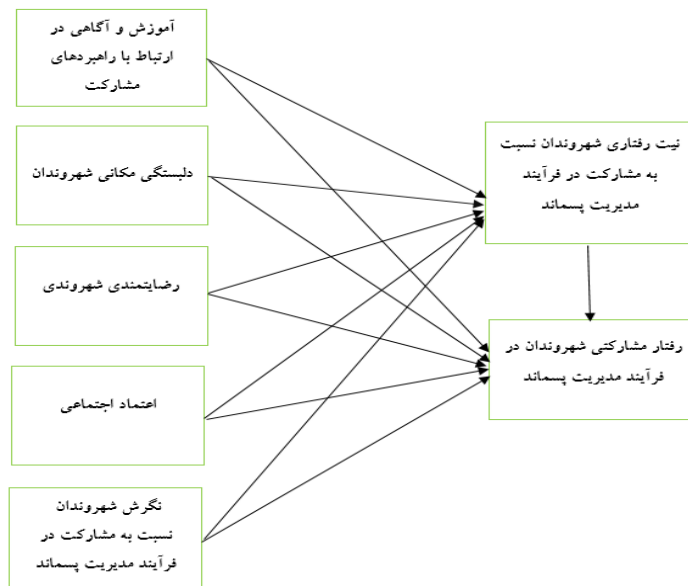 آموزش و آگاهی در
ارتباط با راهبردهای
مشارکت
دلبستگی مکانی شهروندان
رضایتمندی شهروندی
اعتماد اجتماعی
نگرش شهروندان
نسبت به مشارکت در
فرآیند مدیریت پسماند
نیت رفتاری شهروندان نسبت
به مشارکت در فرآیند
مدیریت پسماند
رفتار مشارکتی شهروندان در
فرآیند مدیریت پسماند